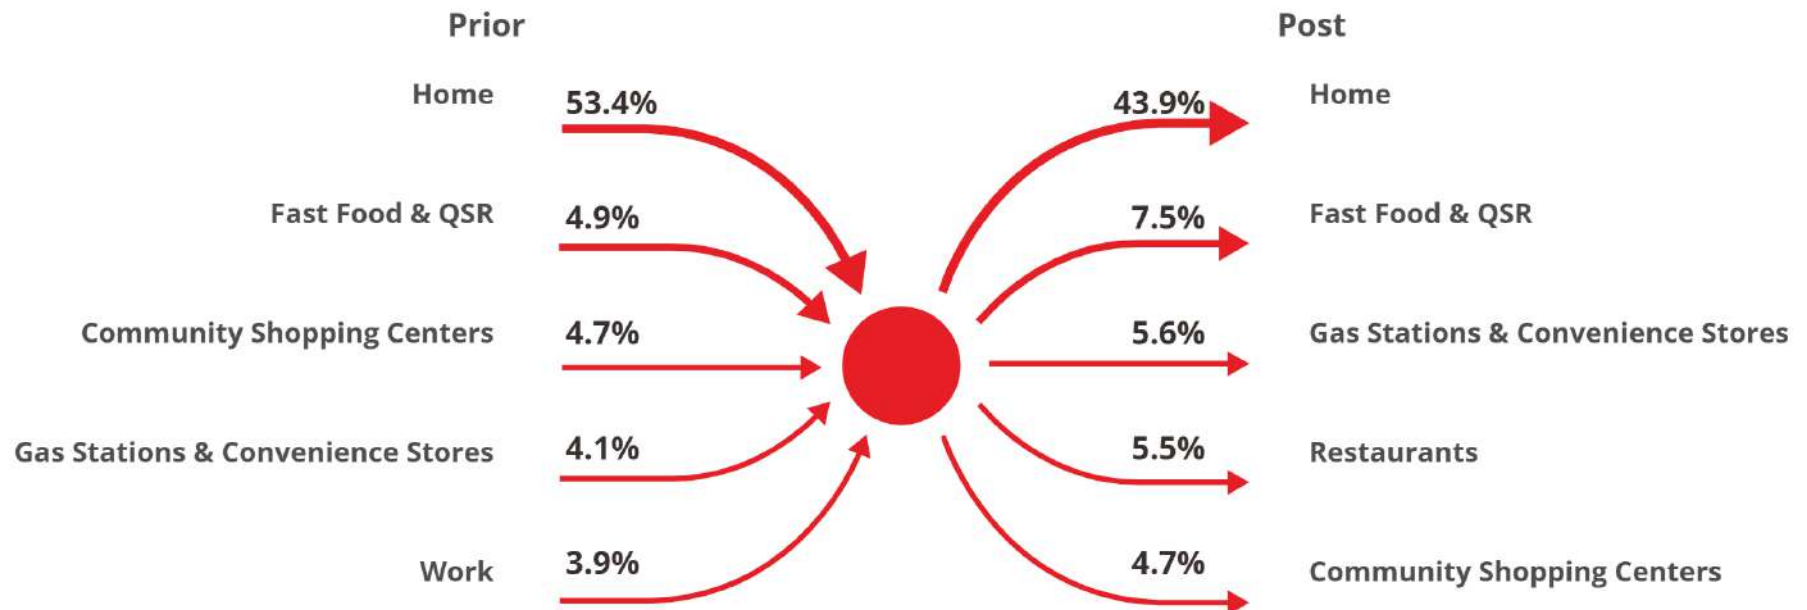 Prior
Post
Home 53.4%
43.9% Home
Fast Food & QSR 4.9%
7.5% Fast Food & QSR
Community Shopping Centers 4.7%
5.6% Gas Stations & Convenience Stores
Gas Stations & Convenience Stores 4.1%
5.5% Restaurants
Work 3.9%
4.7% Community Shopping Centers